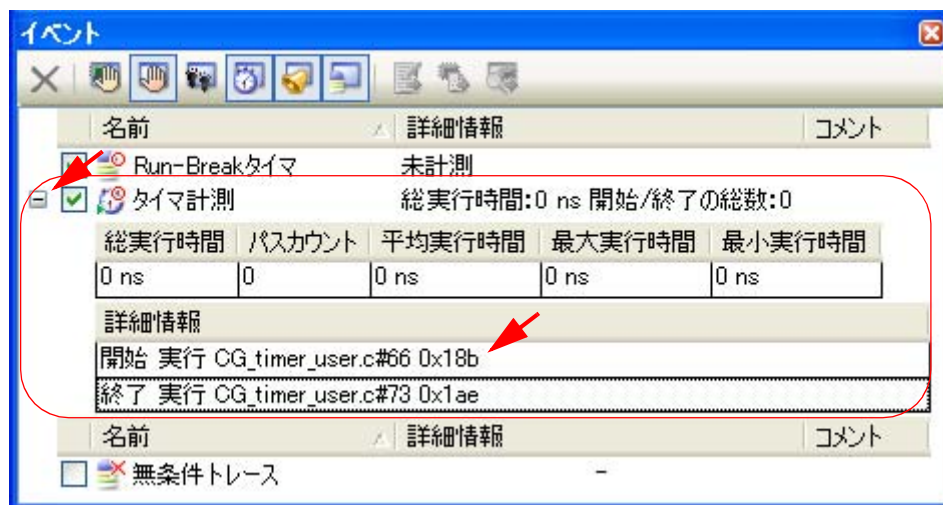 イベント
名前 詳細情報 コメント
Run-Breakタイマ 未計測
タイマ計測 総実行時間:0 ns 開始/終了の総数:0
総実行時間 パスカウント 平均実行時間 最大実行時間 最小実行時間
0 ns 0 0 ns 0 ns 0 ns
詳細情報
開始 実行 CG_timer_user.c#66 0x18b
終了 実行 CG_timer_user.c#73 0x1ae
名前 詳細情報 コメント
無条件トレース -